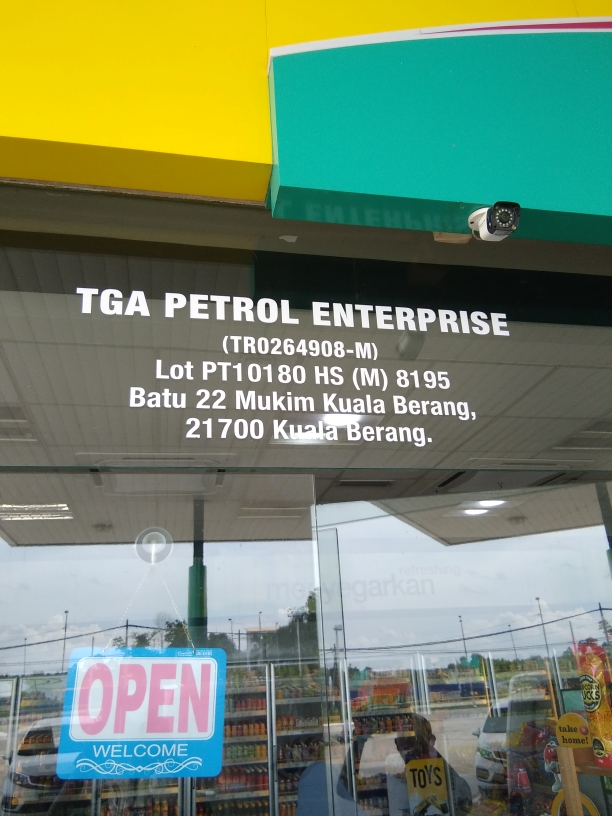 TGA PETROL ENTERPRISE
(TR0264908-M)
Lot PT10180 HS (M) 8195
Batu 22 Mukim Kuala Berang,
21700 Kuala Berang.
refreshing
menyegarkan
OPEN
WELCOME
take
home!
TOYS